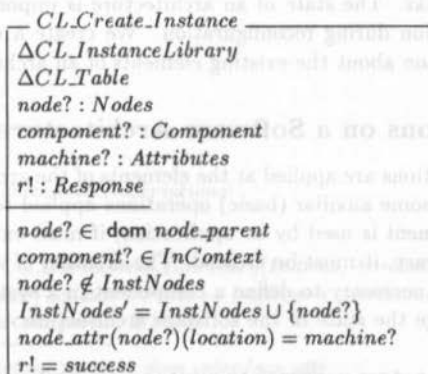 CL_Create_Instance
ΔCL_InstanceLibrary
ΔCL_Table
node? : Nodes
component? : Component
machine? : Attributes
r! : Response
node? ∈ dom node_parent
component? ∈ InContext
node? ∉ InstNodes
InstNodes' = InstNodes ∪ {node?}
node_attr(node?)(location) = machine?
r! = success